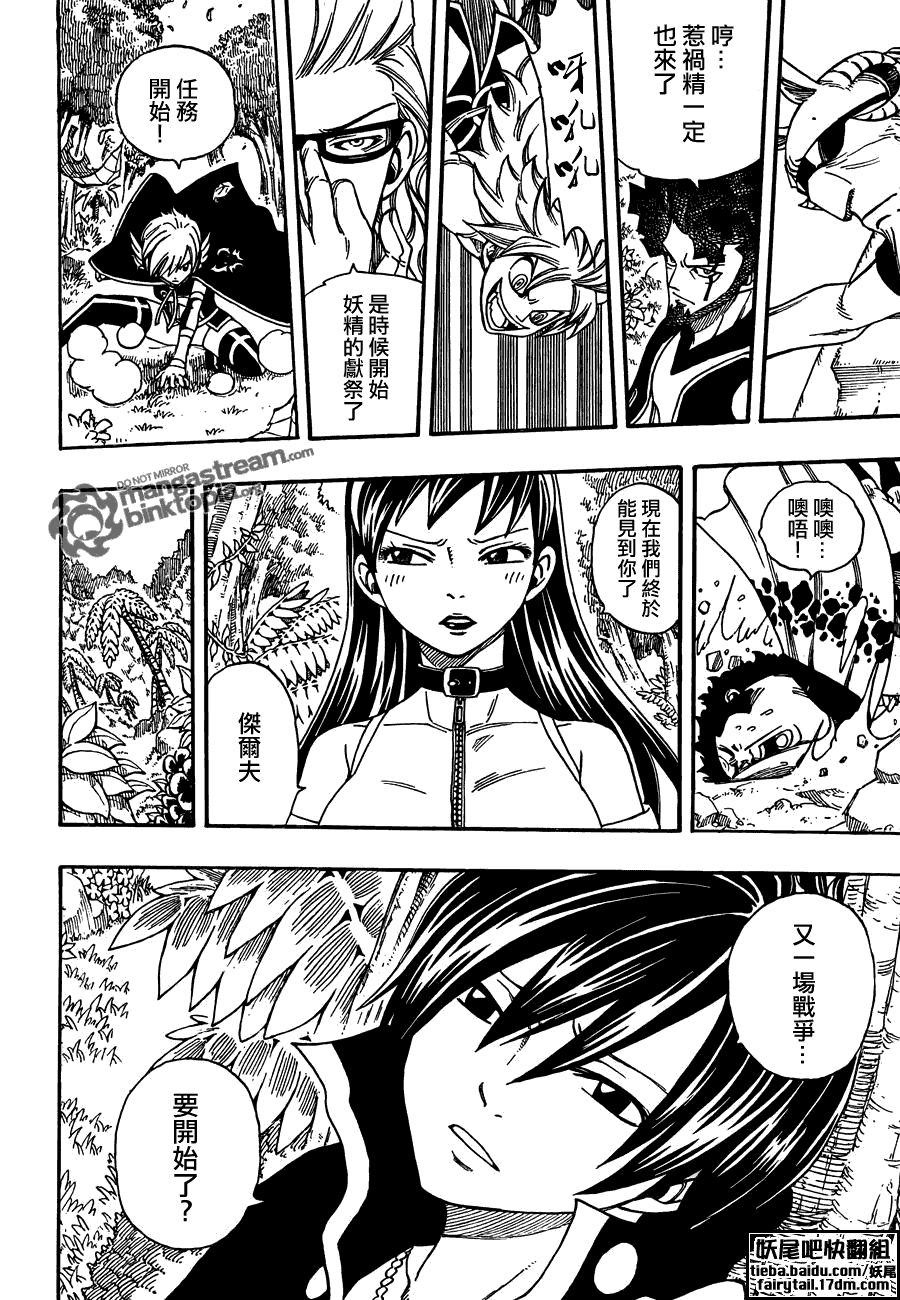 哼…
惹禍精一定
也來了
呀
吼
吼
是時候開始
妖精的獻祭了
任務
開始！
噢噢…
噢唔！
現在我們終於
能見到你了
傑爾夫
DO NOT MIRROR
mangastream.com
binktopia.org
又一場戰爭…
要開始了？
妖尾吧快翻組
tieba.baidu.com/妖尾
fairytail.17dm.com